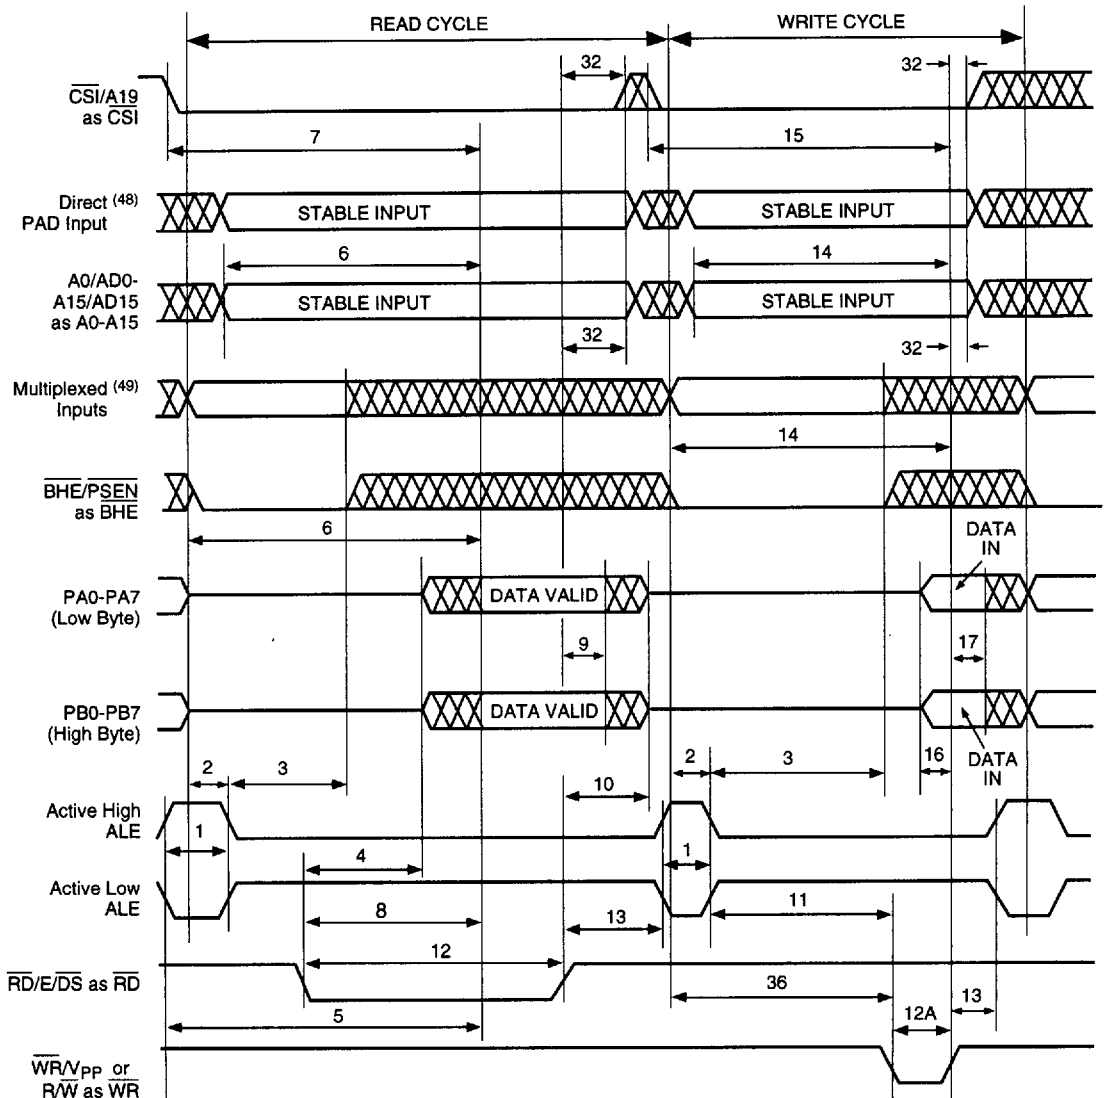 READ CYCLE
WRITE CYCLE
32
32
CSI/A19
as CSI
7
15
Direct (48)
PAD Input
STABLE INPUT
STABLE INPUT
6
14
A0/AD0-
A15/AD15
as A0-A15
STABLE INPUT
STABLE INPUT
32
32
Multiplexed (49)
Inputs
14
BHE/PSEN
as BHE
6
DATA
IN
PA0-PA7
(Low Byte)
DATA VALID
9
17
PB0-PB7
(High Byte)
DATA VALID
DATA
IN
2
3
10
2
3
16
Active High
ALE
1
4
1
Active Low
ALE
8
13
11
12
RD/E/DS as RD
36
5
12A
13
WR/VPP or
R/W as WR